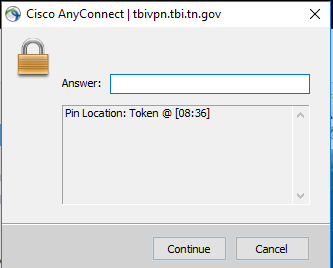 Cisco AnyConnect | tbivpn.tbi.tn.gov
Answer:
Pin Location: Token @ [08:36]
Continue
Cancel